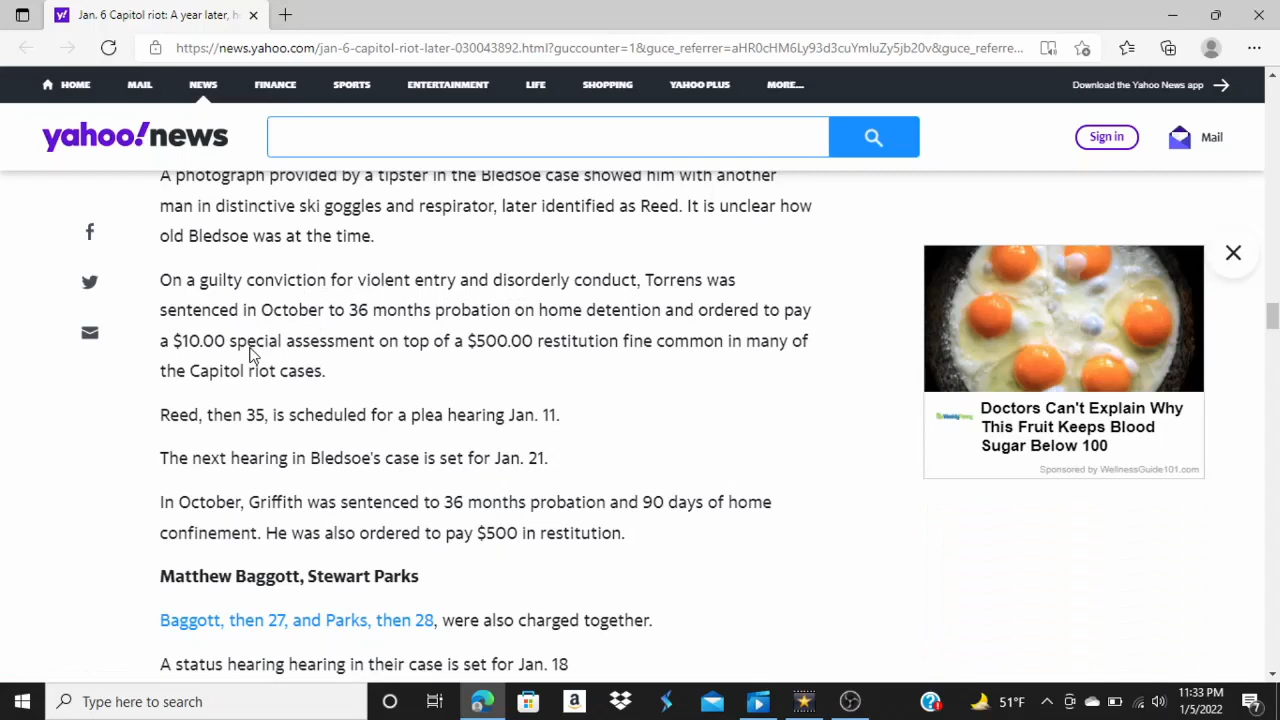 Jan. 6 Capitol riot: A year later, h
https://news.yahoo.com/jan-6-capitol-riot-later-030043892.html?guccounter=1&guce_referrer=aHR0cHM6Ly93d3cuYmluZy5jb20v&guce_referre...
HOME MAIL NEWS FINANCE SPORTS ENTERTAINMENT LIFE SHOPPING YAHOO PLUS MORE... Download the Yahoo News app
yahoo!news Sign in Mail
A photograph provided by a tipster in the Bledsoe case showed him with another
man in distinctive ski goggles and respirator, later identified as Reed. It is unclear how
old Bledsoe was at the time.
On a guilty conviction for violent entry and disorderly conduct, Torrens was
sentenced in October to 36 months probation on home detention and ordered to pay
a $10.00 special assessment on top of a $500.00 restitution fine common in many of
the Capitol riot cases.
Reed, then 35, is scheduled for a plea hearing Jan. 11.
The next hearing in Bledsoe's case is set for Jan. 21.
In October, Griffith was sentenced to 36 months probation and 90 days of home
confinement. He was also ordered to pay $500 in restitution.
Matthew Baggott, Stewart Parks
Baggott, then 27, and Parks, then 28, were also charged together.
A status hearing hearing in their case is set for Jan. 18
Doctors Can't Explain Why
This Fruit Keeps Blood
Sugar Below 100
Sponsored by WellnessGuide101.com
Type here to search
51°F
11:33 PM
1/5/2022
7